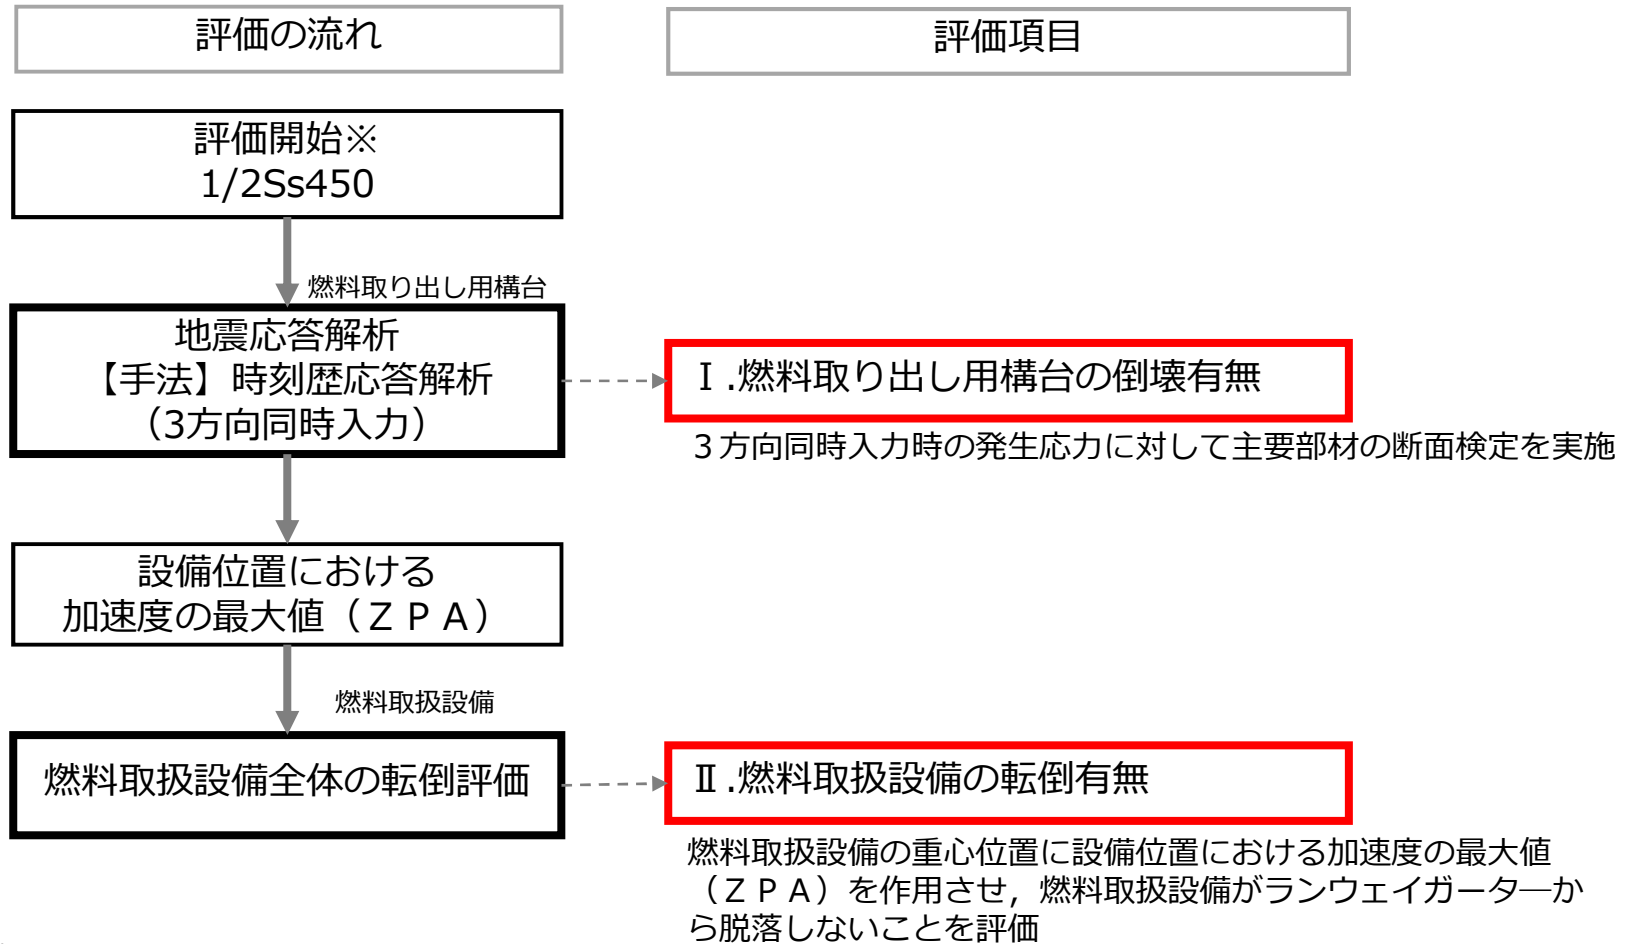 評価の流れ
評価項目
評価開始※
1/2Ss450
燃料取り出し用構台
地震応答解析
【手法】時刻歴応答解析
（3方向同時入力）
Ⅰ.燃料取り出し用構台の倒壊有無
３方向同時入力時の発生応力に対して主要部材の断面検定を実施
設備位置における
加速度の最大値（ＺＰＡ）
燃料取扱設備
燃料取扱設備全体の転倒評価
Ⅱ.燃料取扱設備の転倒有無
燃料取扱設備の重心位置に設備位置における加速度の最大値
（ＺＰＡ）を作用させ，燃料取扱設備がランウェイガータ―か
ら脱落しないことを評価